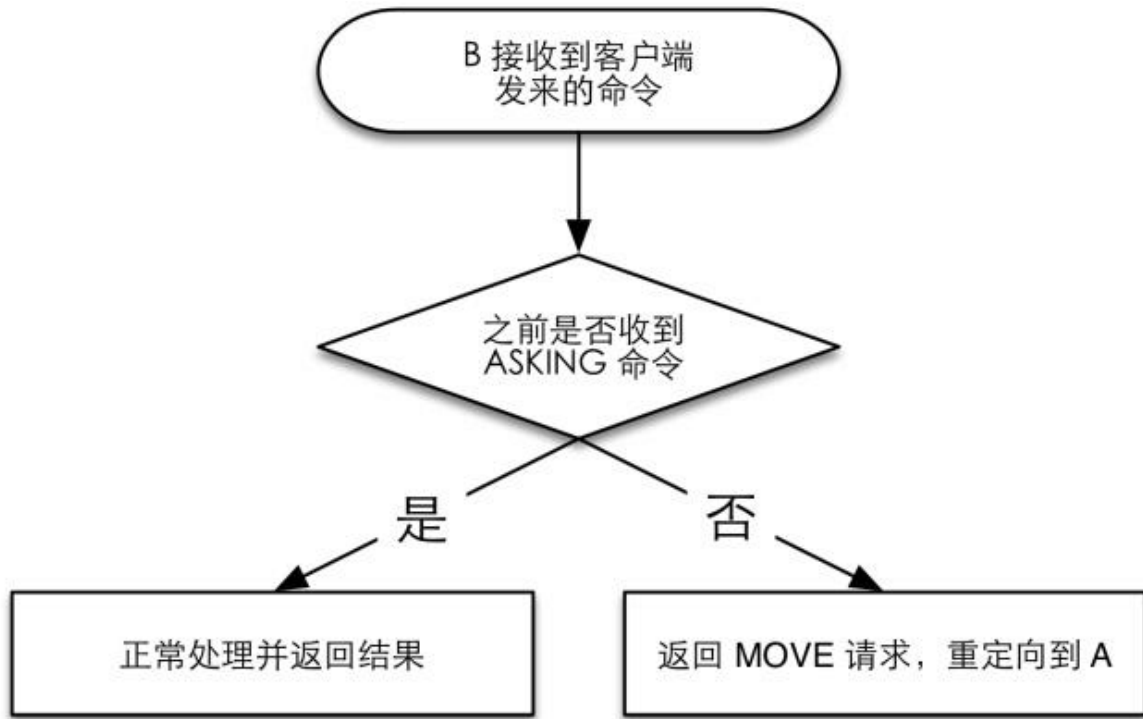 B 接收到客户端
发来的命令
之前是否收到
ASKING 命令
是
否
正常处理并返回结果
返回 MOVE 请求，重定向到 A